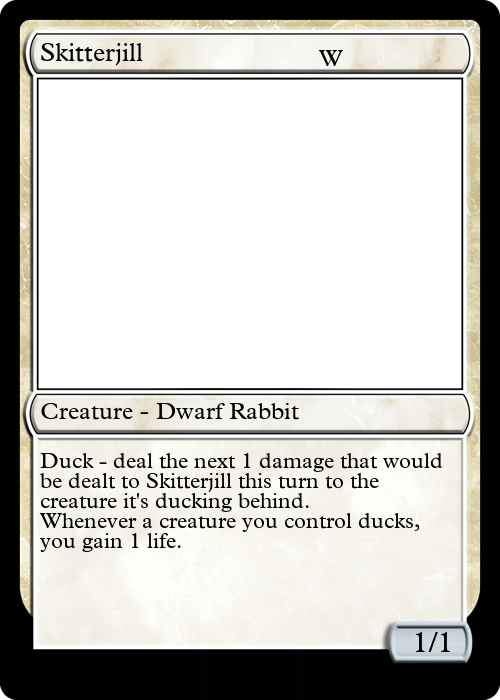 Skitterjill W
Creature - Dwarf Rabbit
Duck - deal the next 1 damage that would
be dealt to Skitterjill this turn to the
creature it's ducking behind.
Whenever a creature you control ducks,
you gain 1 life.
1/1